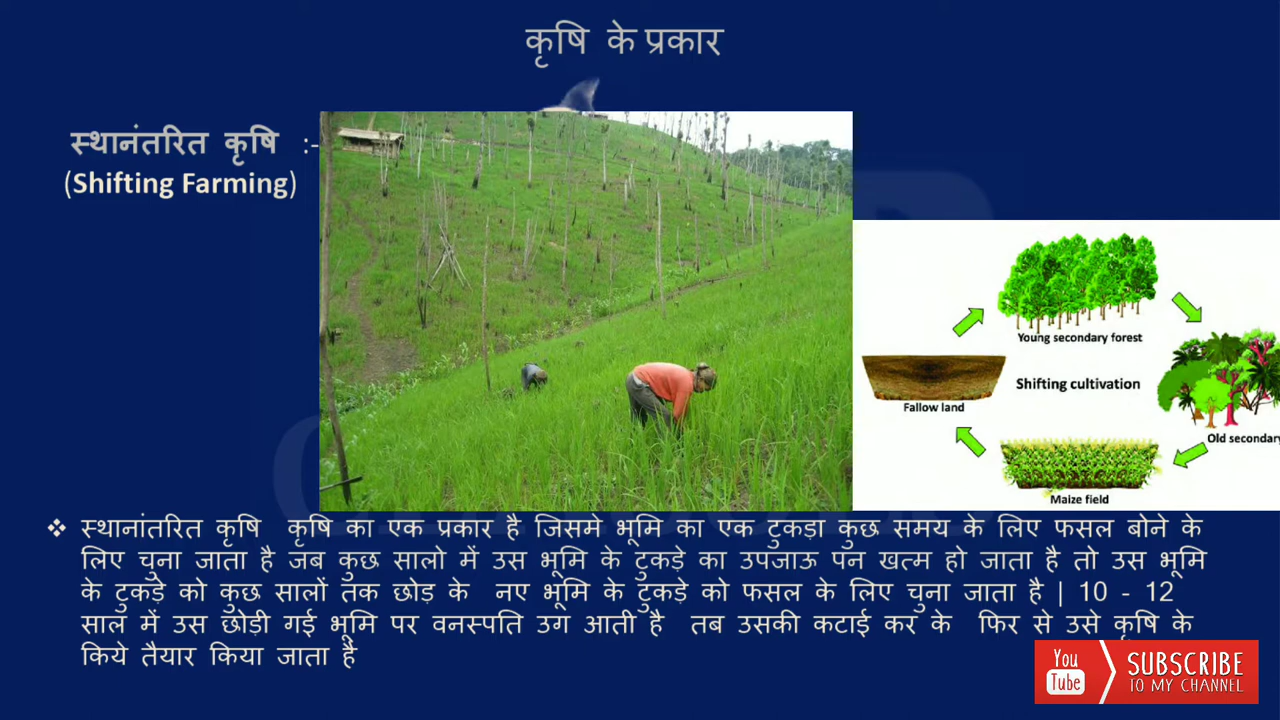 कृषि के प्रकार
स्थानंतरित कृषि :-
(Shifting Farming)
Young secondary forest
Shifting cultivation
Fallow land
Old secondary
Maize field
❖ स्थानांतरित कृषि कृषि का एक प्रकार है जिसमे भूमि का एक टुकड़ा कुछ समय के लिए फसल बोने के
लिए चुना जाता है जब कुछ सालो में उस भूमि के टुकड़े का उपजाऊ पन खत्म हो जाता है तो उस भूमि
के टुकड़े को कुछ सालों तक छोड़ के नए भूमि के टुकड़े को फसल के लिए चुना जाता है | 10 - 12
साल में उस छोड़ी गई भूमि पर वनस्पति उग आती है तब उसकी कटाई कर के फिर से उसे कृषि के
किये तैयार किया जाता है
You Tube
SUBSCRIBE
TO MY CHANNEL